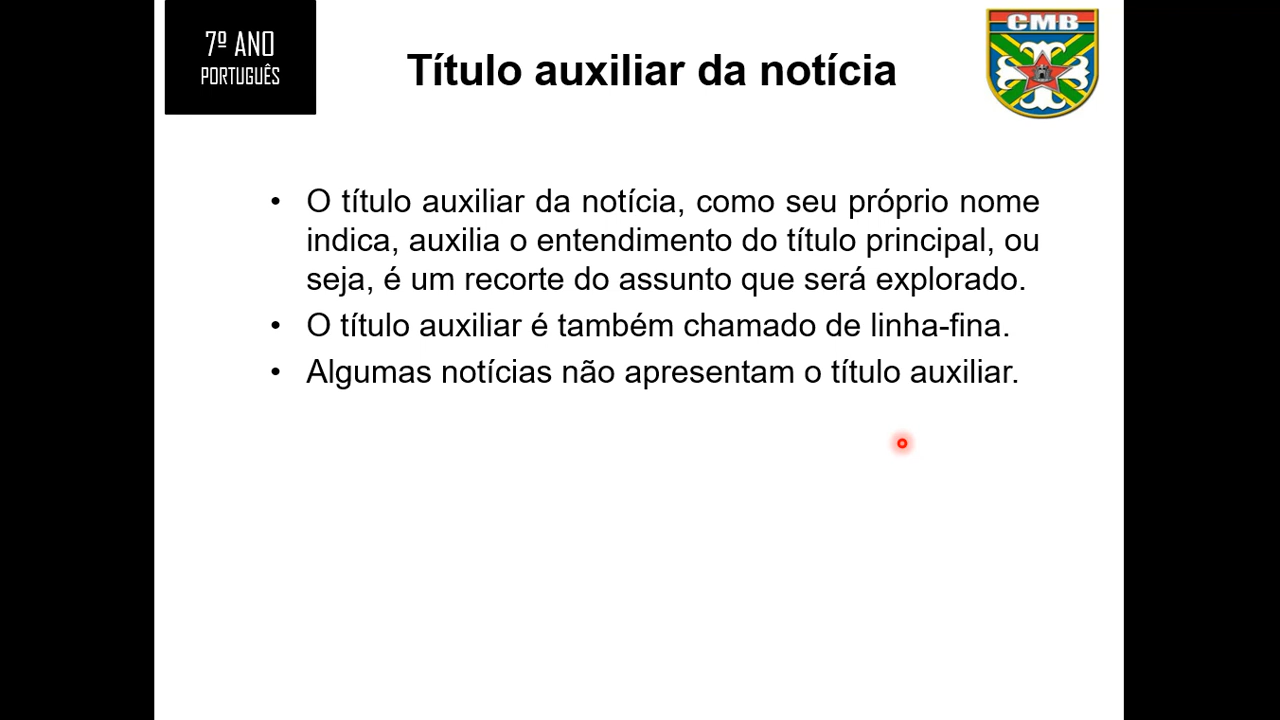 7º ANO
PORTUGUÊS
Título auxiliar da notícia
CMB
• O título auxiliar da notícia, como seu próprio nome
indica, auxilia o entendimento do título principal, ou
seja, é um recorte do assunto que será explorado.
• O título auxiliar é também chamado de linha-fina.
• Algumas notícias não apresentam o título auxiliar.